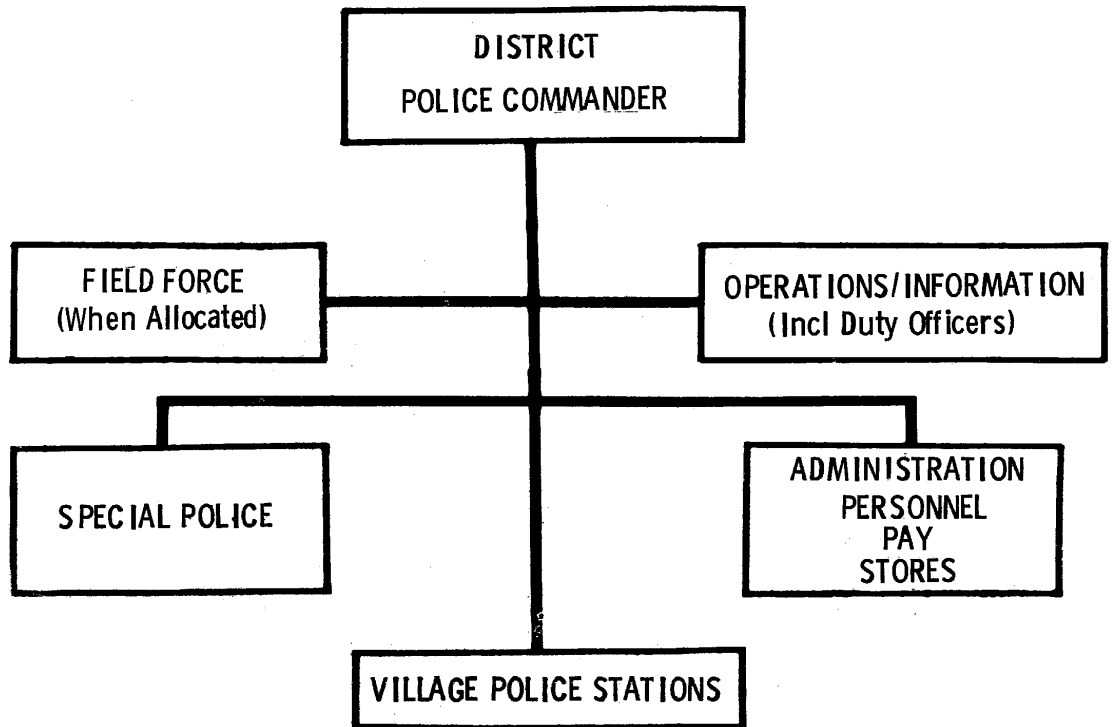 DISTRICT
POLICE COMMANDER
FIELD FORCE
(When Allocated)
OPERATIONS/INFORMATION
(Incl Duty Officers)
SPECIAL POLICE
ADMINISTRATION
PERSONNEL
PAY
STORES
VILLAGE POLICE STATIONS